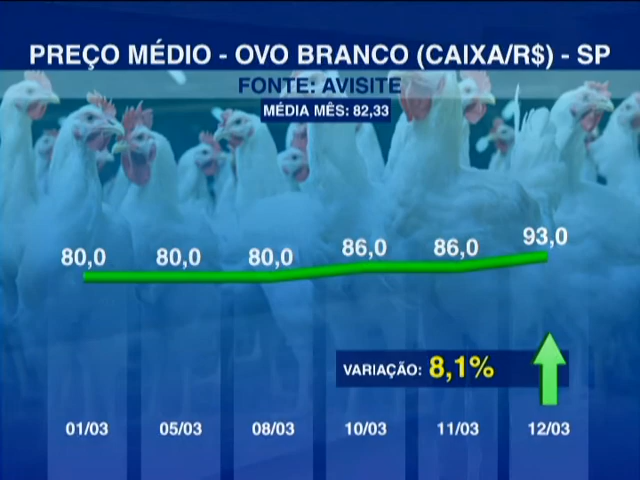 PREÇO MÉDIO - OVO BRANCO (CAIXA/R$) - SP
FONTE: AVISITE
MÉDIA MÊS: 82,33
80,0 80,0 80,0 86,0 86,0 93,0
VARIAÇÃO: 8,1%
01/03 05/03 08/03 10/03 11/03 12/03